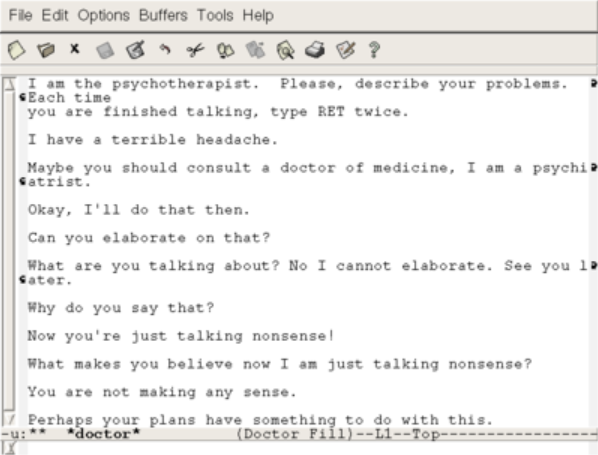 File Edit Options Buffers Tools Help
I am the psychotherapist.  Please, describe your problems.
Each time
you are finished talking, type RET twice.
I have a terrible headache.
Maybe you should consult a doctor of medicine, I am a psychi
atrist.
Okay, I'll do that then.
Can you elaborate on that?
What are you talking about? No I cannot elaborate. See you l
ater.
Why do you say that?
Now you're just talking nonsense!
What makes you believe now I am just talking nonsense?
You are not making any sense.
Perhaps your plans have something to do with this.
-u:**  *doctor*          (Doctor Fill)--L1--Top----------------